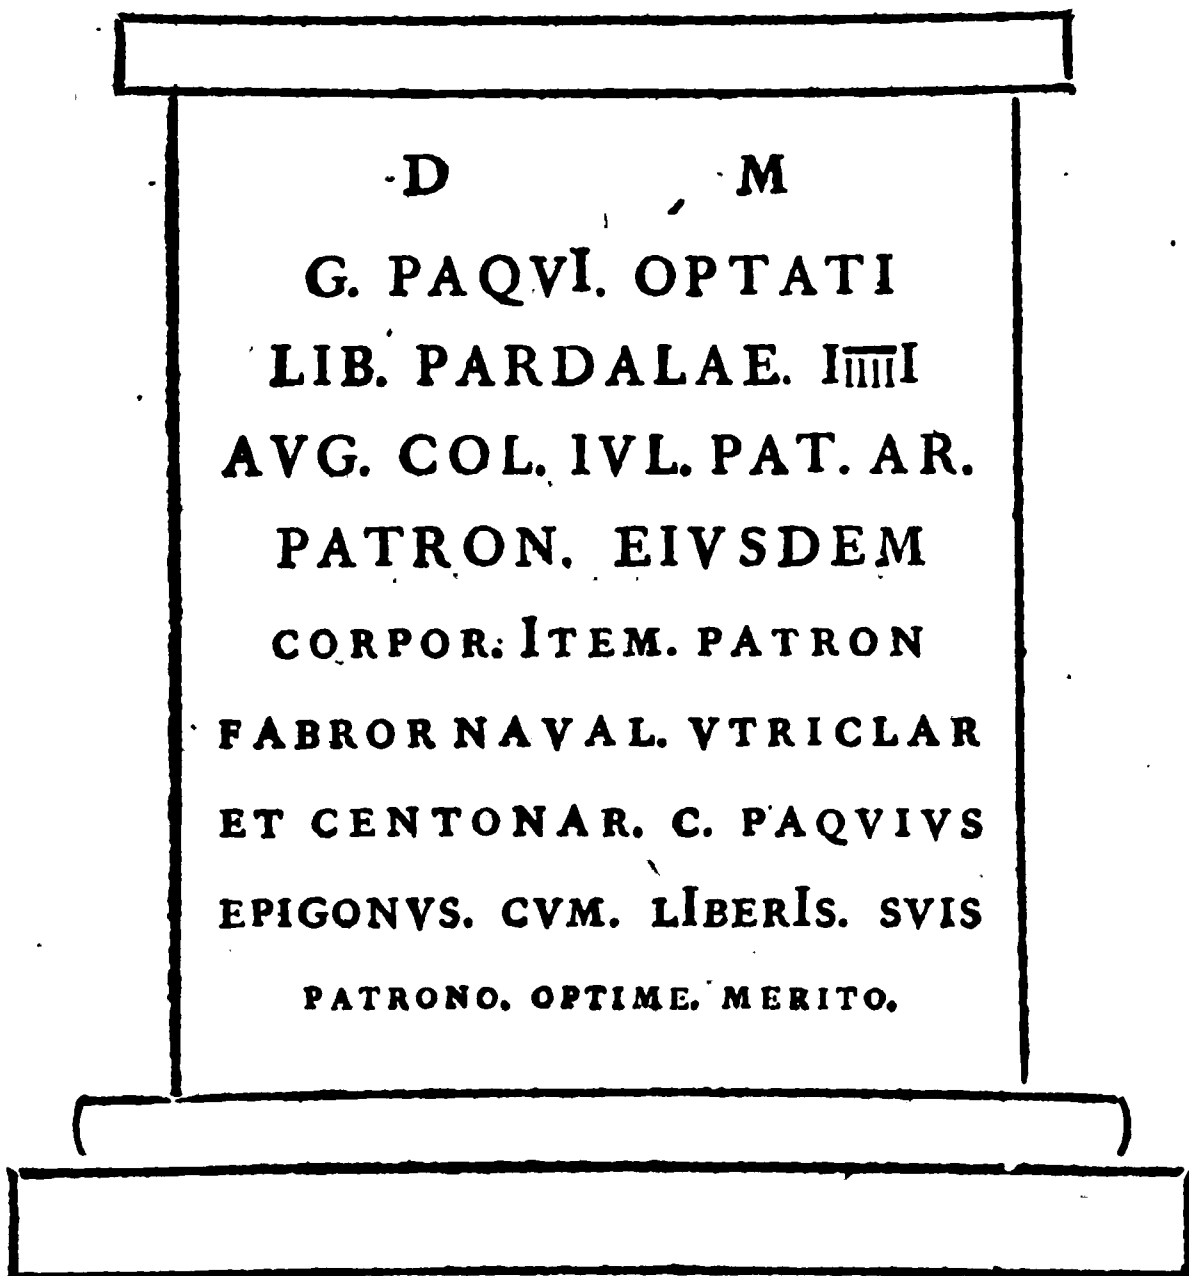 D M
G. PAQVI. OPTATI
LIB. PARDALAE. IIIIII
AVG. COL. IVL. PAT. AR.
PATRON. EIVSDEM
CORPOR. ITEM. PATRON
FABROR NAVAL. VTRICLAR
ET CENTONAR. C. PAQVIVS
EPIGONVS. CVM. LIBERIS. SVIS
PATRONO. OPTIME. MERITO.